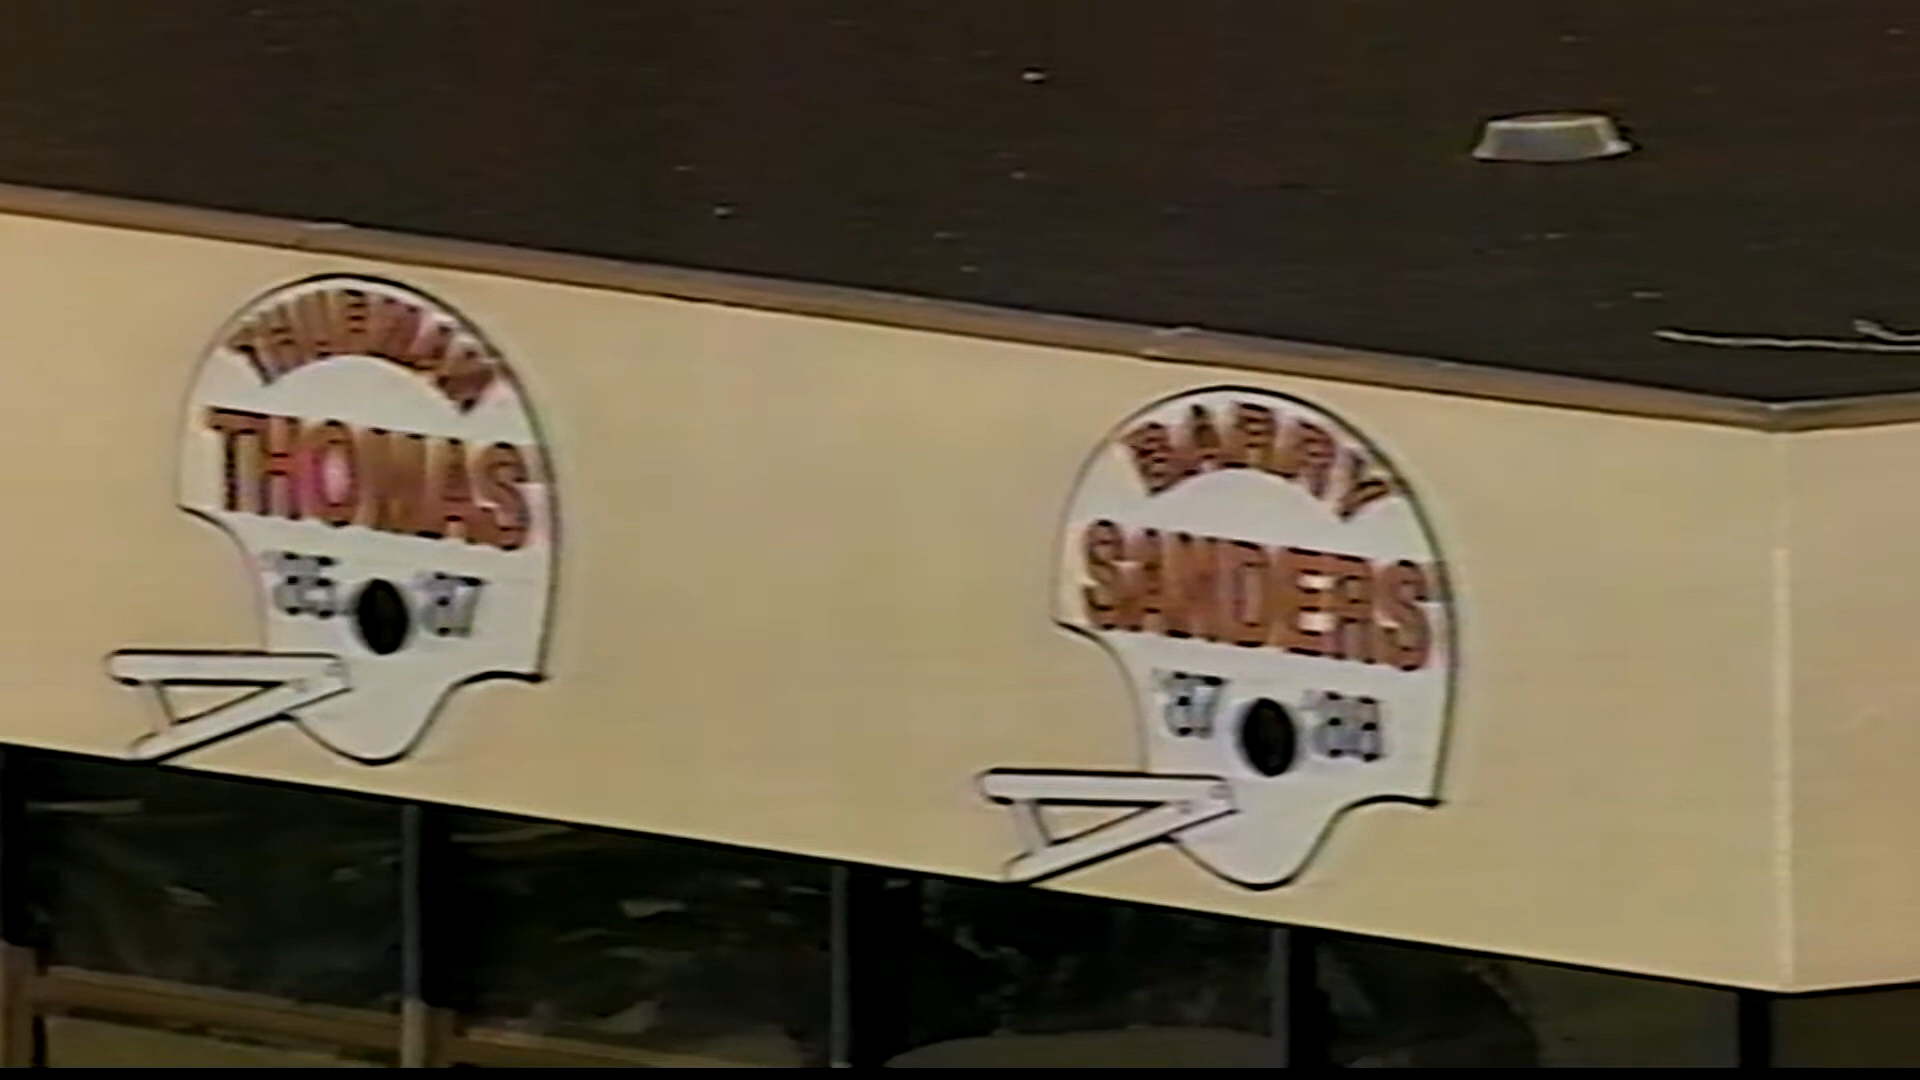 THURMAN
THOMAS
'85 '87
BARRY
SANDERS
'87 '88